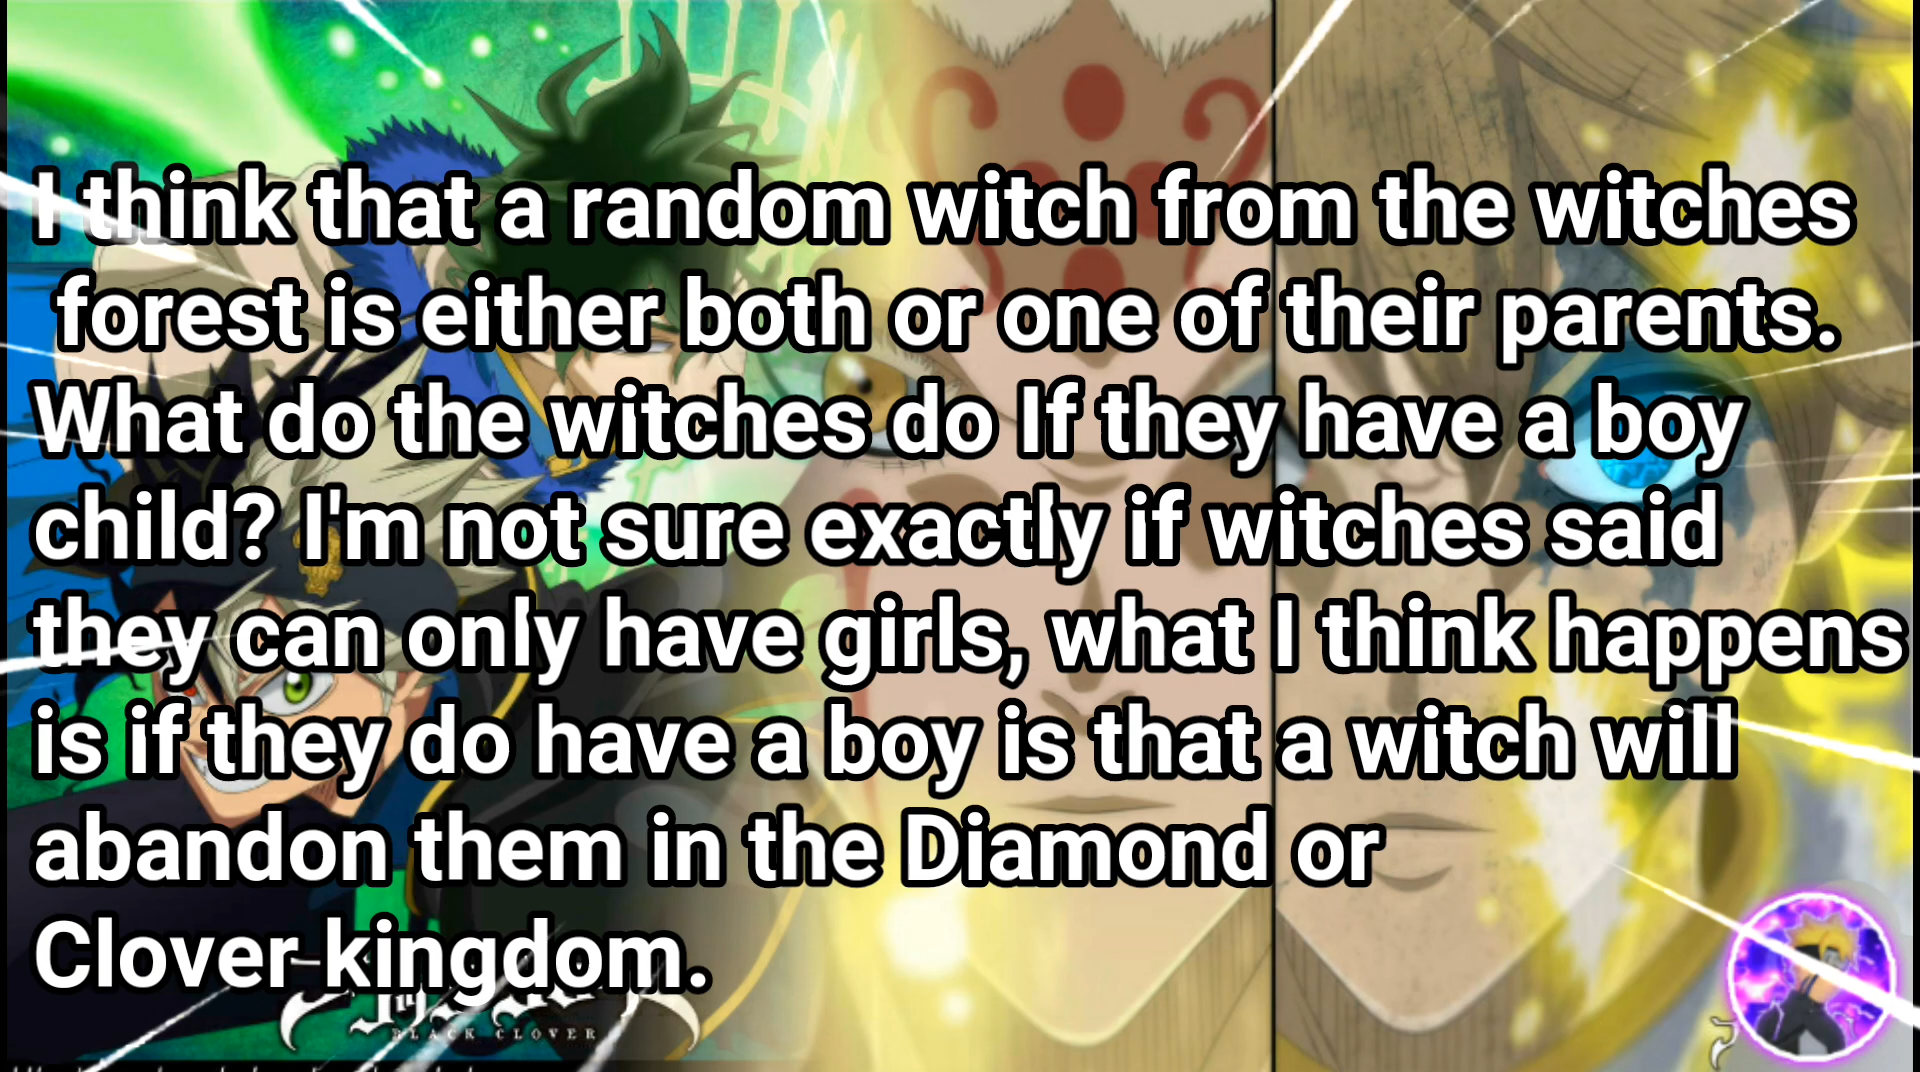 I think that a random witch from the witches
forest is either both or one of their parents.
What do the witches do If they have a boy
child? I'm not sure exactly if witches said
they can only have girls, what I think happens
is if they do have a boy is that a witch will
abandon them in the Diamond or
Clover kingdom.
BLACK CLOVER